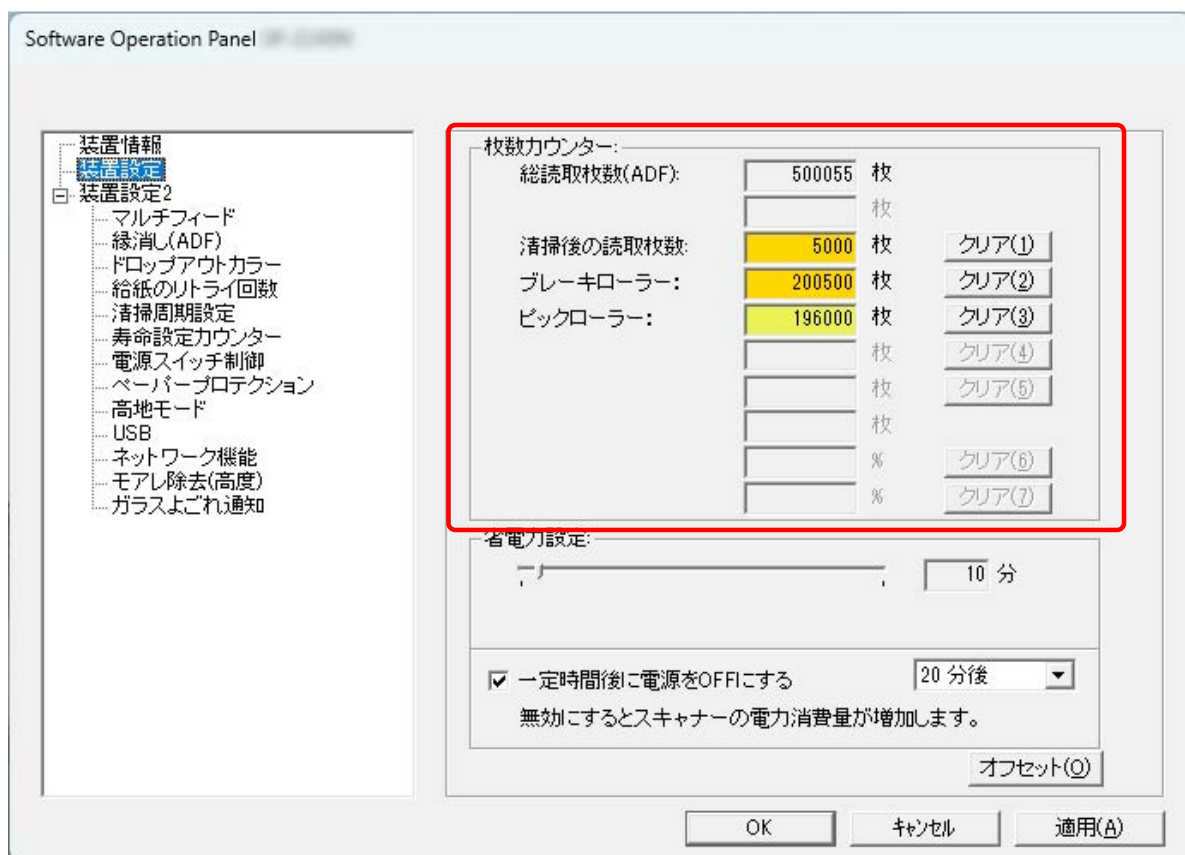 Software Operation Panel
装置情報
装置設定
装置設定2
マルチフィード
縁消し(ADF)
ドロップアウトカラー
給紙のリトライ回数
清掃周期設定
寿命設定カウンター
電源スイッチ制御
ペーパープロテクション
高地モード
USB
ネットワーク機能
モアレ除去(高度)
ガラスよごれ通知
枚数カウンター:
総読取枚数(ADF): 500055 枚
枚
清掃後の読取枚数: 5000 枚 クリア(1)
ブレーキローラー： 200500 枚 クリア(2)
ピックローラー： 196000 枚 クリア(3)
枚 クリア(4)
枚 クリア(5)
枚
% クリア(6)
% クリア(7)
省電力設定:
10 分
一定時間後に電源をOFFにする 20 分後
無効にするとスキャナーの電力消費量が増加します。
オフセット(O)
OK キャンセル 適用(A)